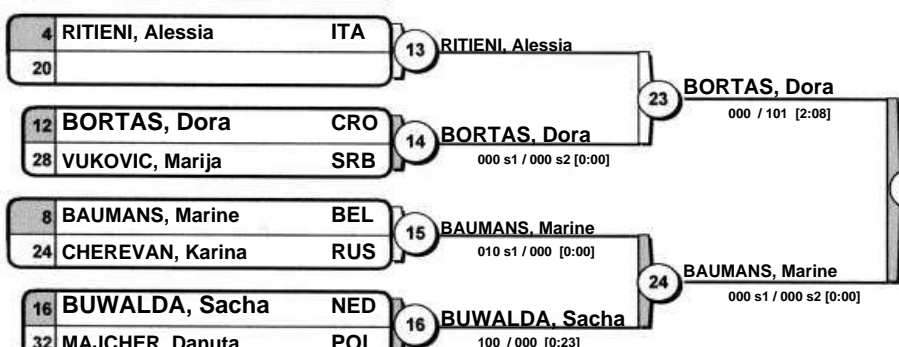 4 RITIENI, Alessia ITA
20
13 RITIENI, Alessia
12 BORTAS, Dora CRO
28 VUKOVIC, Marija SRB
14 BORTAS, Dora
000 s1 / 000 s2 [0:00]
23 BORTAS, Dora
000 / 101 [2:08]
8 BAUMANS, Marine BEL
24 CHEREVAN, Karina RUS
15 BAUMANS, Marine
010 s1 / 000 [0:00]
16 BUWALDA, Sacha NED
32 MAJCHER, Danuta POL
16 BUWALDA, Sacha
100 / 000 [0:23]
24 BAUMANS, Marine
000 s1 / 000 s2 [0:00]